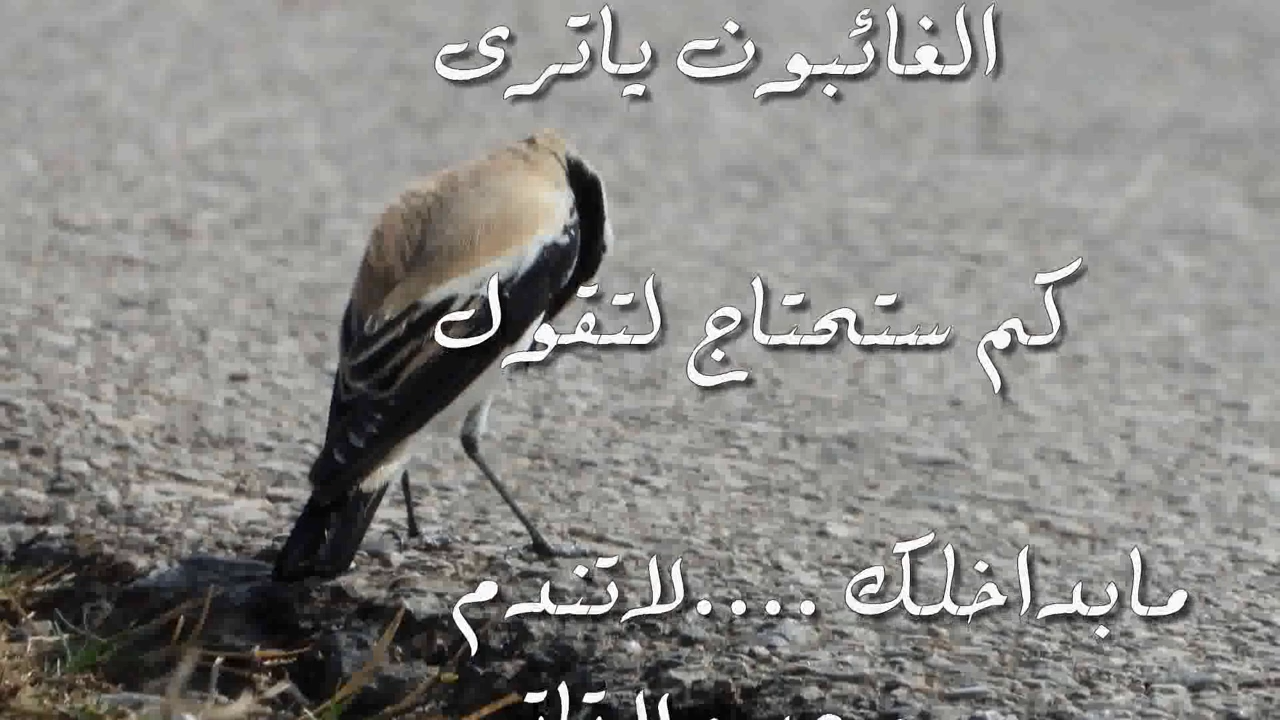 الغائبون ياترى
كم ستحتاج لتقول
مابداخلك ....لاتندم